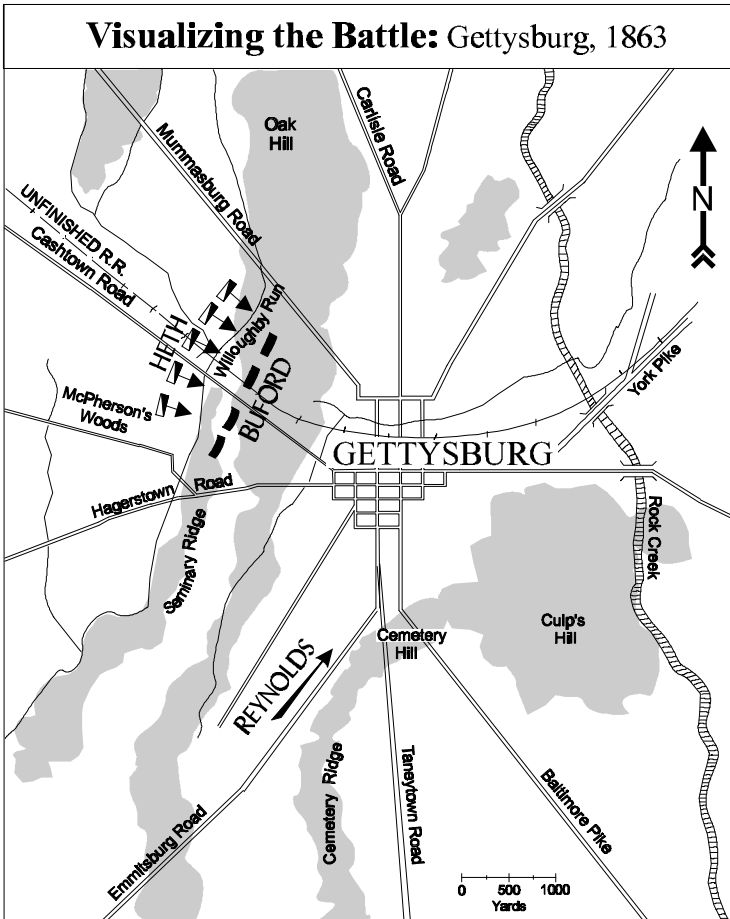 Visualizing the Battle: Gettysburg, 1863
Oak
Hill
Carlisle Road
Mummasburg Road
N
UNFINISHED R.R.
Cashtown Road
Willoughby Run
HETH
BUFORD
York Pike
McPherson's
Woods
GETTYSBURG
Hagerstown Road
Seminary Ridge
Rock Creek
Culp's
Hill
Cemetery
Hill
REYNOLDS
Cemetery Ridge
Taneytown Road
Baltimore Pike
Emmitsburg Road
0 500 1000
Yards